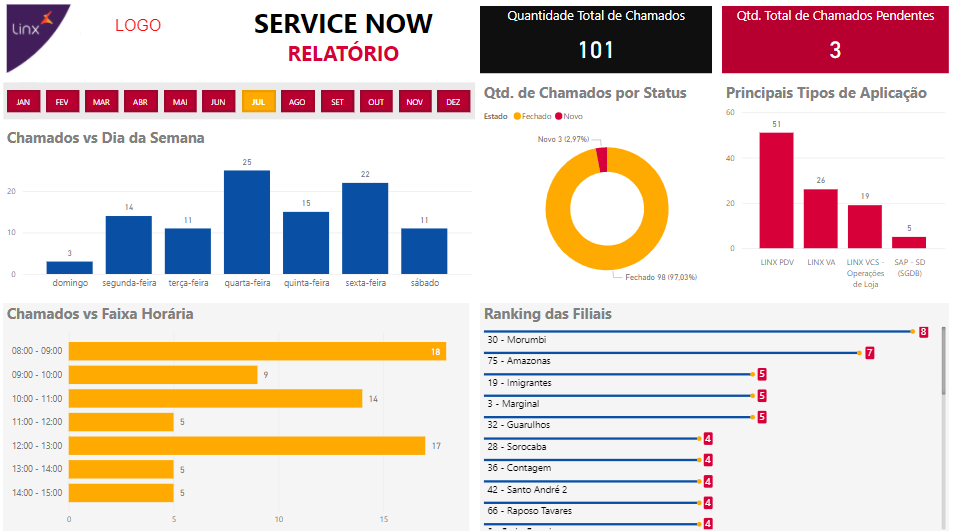 Linx
LOGO
SERVICE NOW
RELATÓRIO
Quantidade Total de Chamados
101
Qtd. Total de Chamados Pendentes
3
JAN FEV MAR ABR MAI JUN JUL AGO SET OUT NOV DEZ
Chamados vs Dia da Semana
20
10
0
3 14 11 25 15 22 11
domingo segunda-feira terça-feira quarta-feira quinta-feira sexta-feira sábado
Qtd. de Chamados por Status
Estado Fechado Novo
Novo 3 (2,97%)
Fechado 98 (97,03%)
Principais Tipos de Aplicação
60
40
20
0
51 26 19 5
LINX PDV
LINX VA
LINX VCS -
Operações
de Loja
SAP - SD
(SGDB)
Chamados vs Faixa Horária
08:00 - 09:00 18
09:00 - 10:00 9
10:00 - 11:00 14
11:00 - 12:00 5
12:00 - 13:00 17
13:00 - 14:00 5
14:00 - 15:00 5
0 5 10 15
Ranking das Filiais
8
30 - Morumbi
7
75 - Amazonas
5
19 - Imigrantes
5
3 - Marginal
5
32 - Guarulhos
4
28 - Sorocaba
4
36 - Contagem
4
42 - Santo André 2
4
66 - Raposo Tavares
4